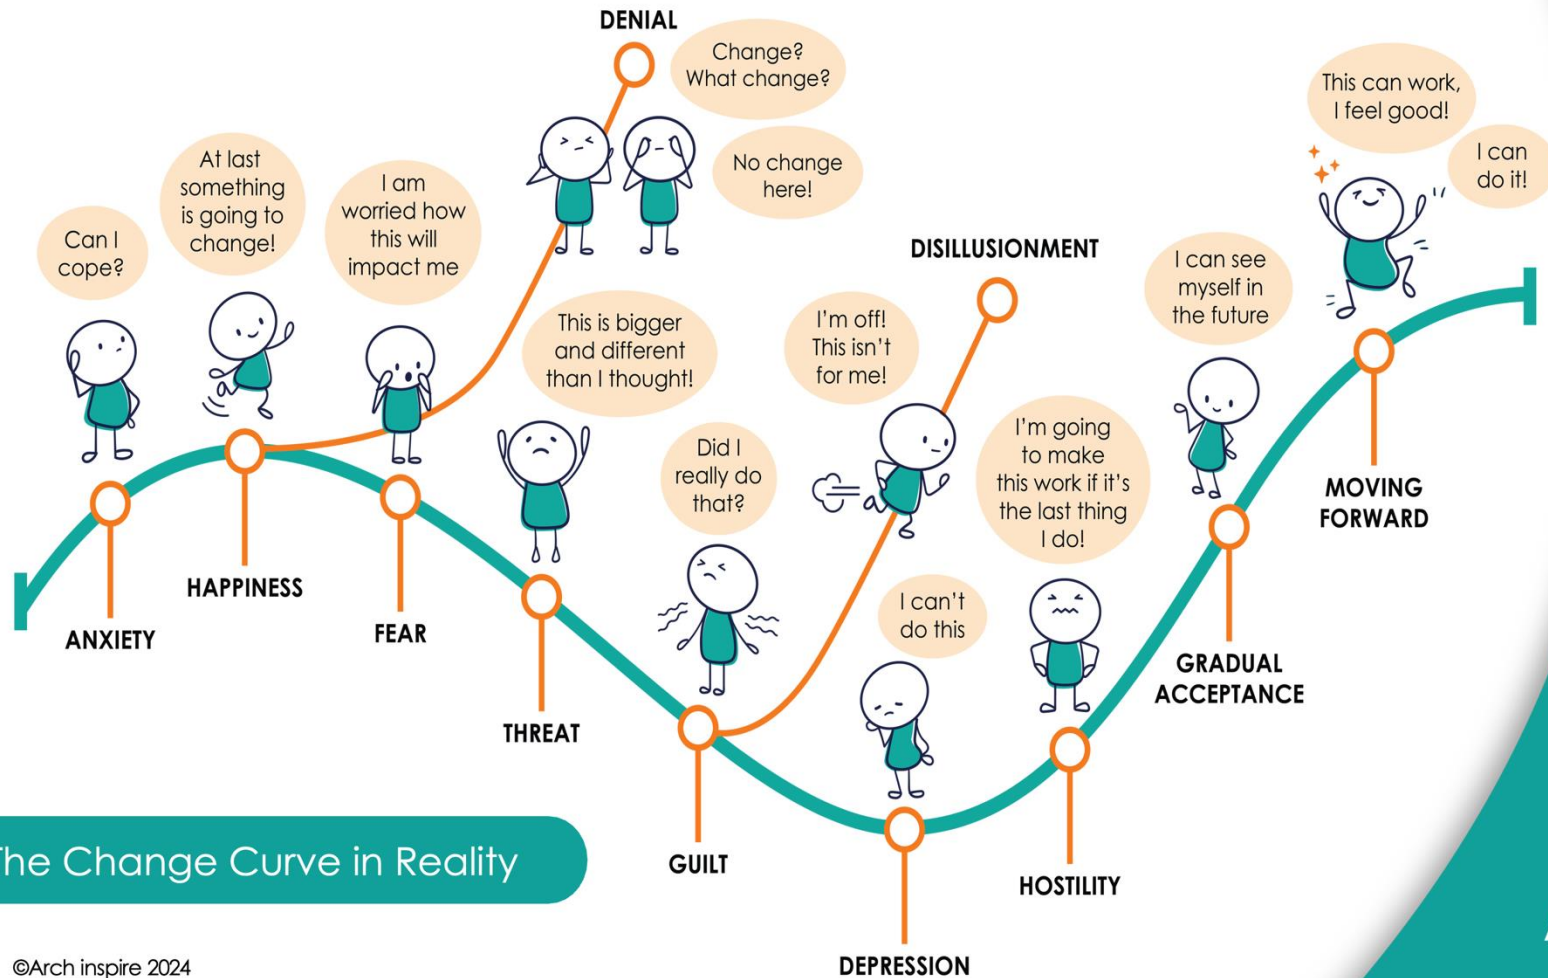 DENIAL
Change?
What change?
No change
here!
This can work,
I feel good!
I can
do it!
At last
something
is going to
change!
I am
worried how
this will
impact me
Can I
cope?
DISILLUSIONMENT
I can see
myself in
the future
This is bigger
and different
than I thought!
I'm off!
This isn't
for me!
Did I
really do
that?
I'm going
to make
this work if it's
the last thing
I do!
MOVING
FORWARD
HAPPINESS
ANXIETY
FEAR
I can't
do this
GRADUAL
ACCEPTANCE
THREAT
GUILT
HOSTILITY
The Change Curve in Reality
DEPRESSION
©Arch inspire 2024